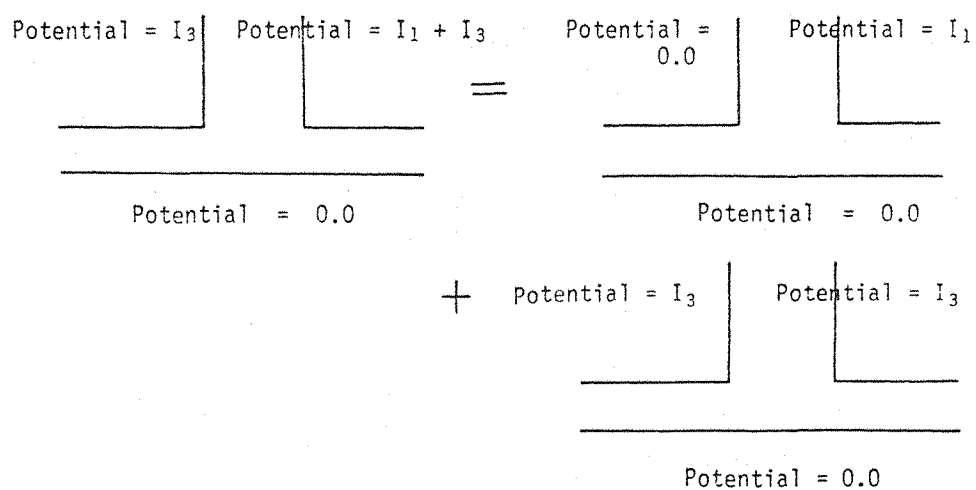 Potential = I₃ Potential = I₁ + I₃
=
Potential = 0.0 Potential = I₁
Potential = 0.0
Potential = 0.0
+
Potential = I₃ Potential = I₃
Potential = 0.0